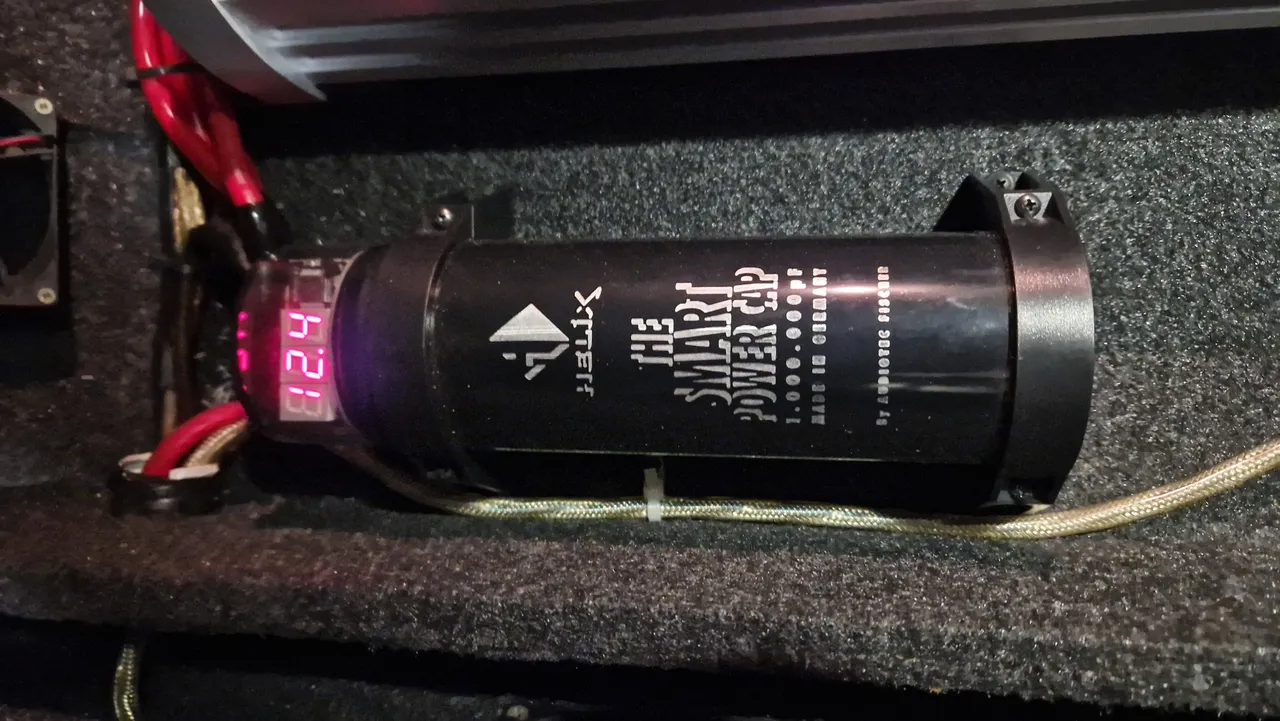 12.4
HELIX
THE
SMART
POWER CAP
1.000.000µF
MADE IN GERMANY
By AUDIOTEC FISCHER